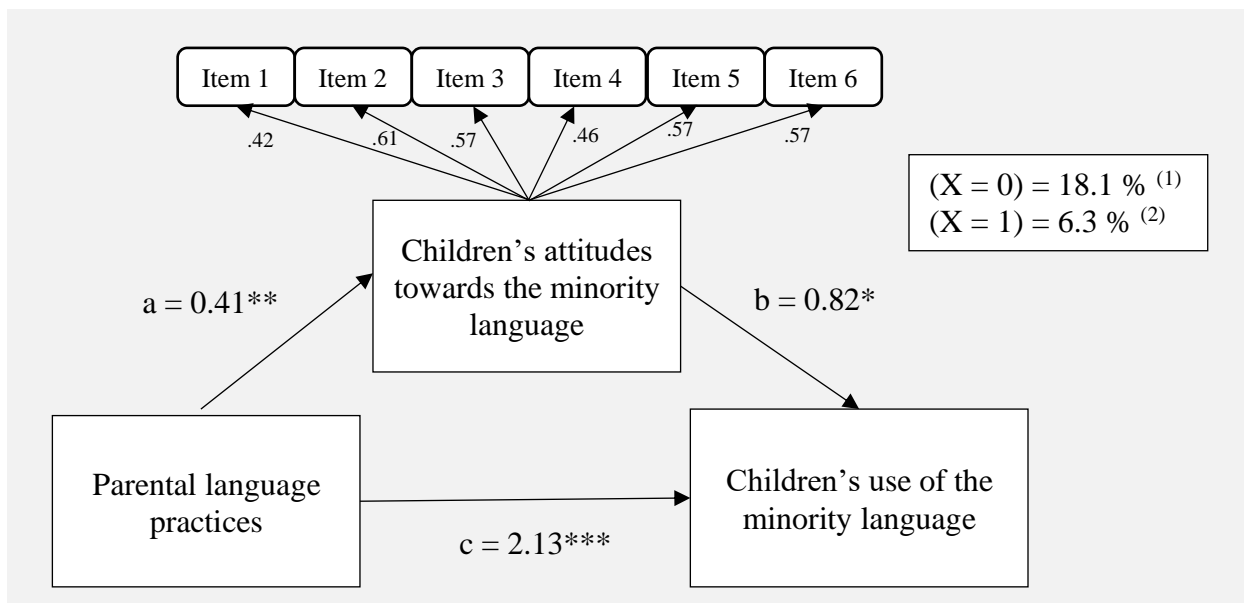 Item 1 Item 2 Item 3 Item 4 Item 5 Item 6
.42 .61 .57 .46 .57 .57
(X = 0) = 18.1 % (1)
(X = 1) = 6.3 % (2)
Children’s attitudes
towards the minority
language
a = 0.41**
b = 0.82*
Parental language
practices
Children’s use of the
minority language
c = 2.13***